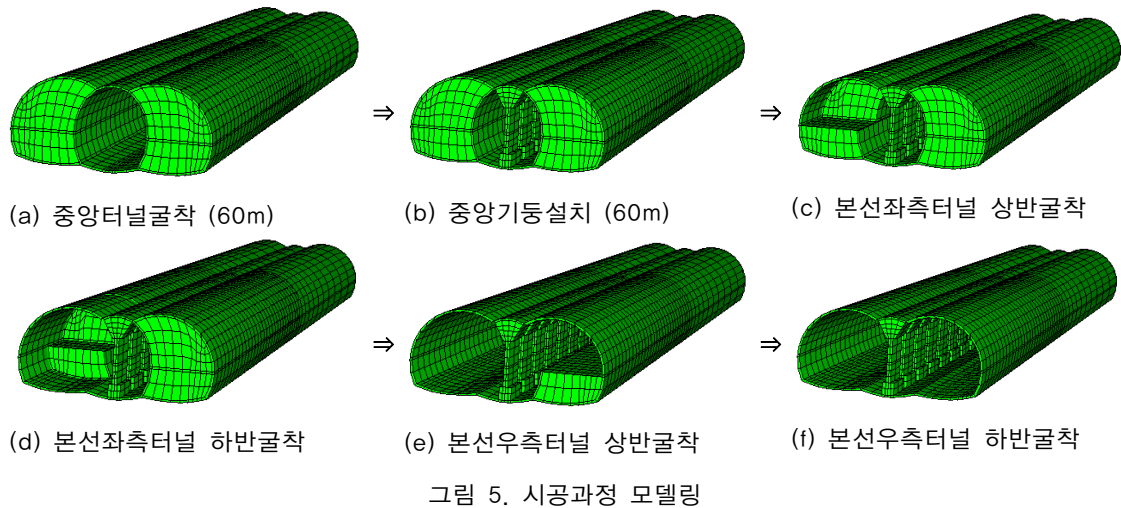 ⇒
⇒
(a) 중앙터널굴착 (60m)
(b) 중앙기둥설치 (60m)
(c) 본선좌측터널 상반굴착
⇒
⇒
(d) 본선좌측터널 하반굴착
(e) 본선우측터널 상반굴착
(f) 본선우측터널 하반굴착
그림 5. 시공과정 모델링